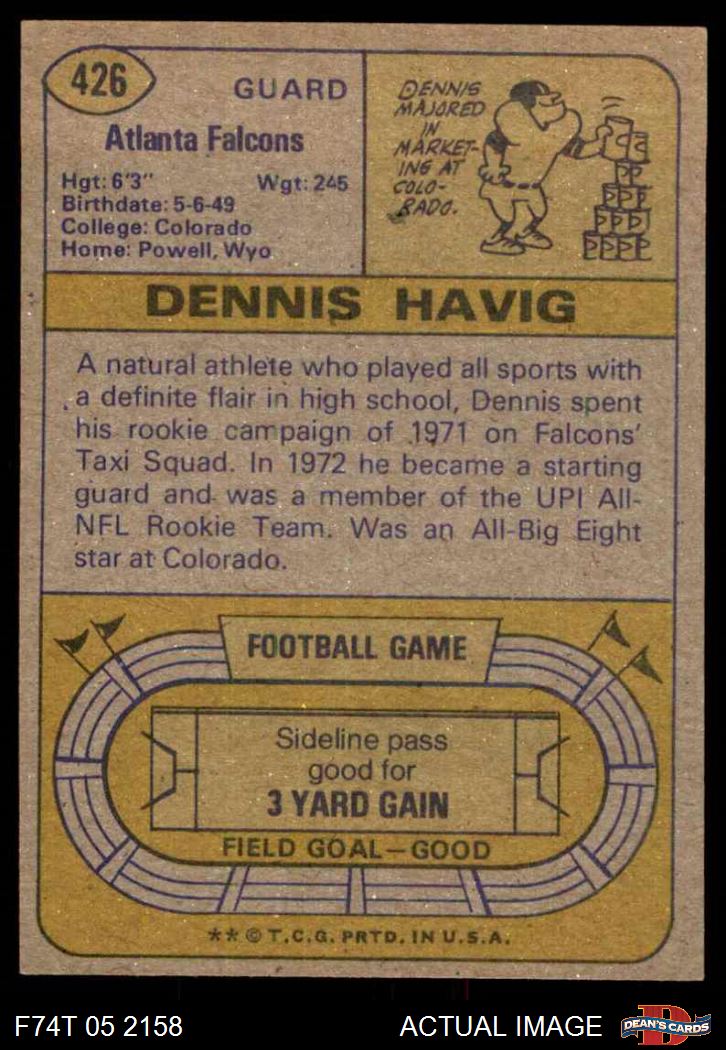 426
GUARD
Atlanta Falcons
Hgt: 6'3" Wgt: 245
Birthdate: 5-6-49
College: Colorado
Home: Powell, Wyo
DENNIS
MAJORED
IN
MARKET-
ING AT
COLO-
RADO.
DENNIS HAVIG
A natural athlete who played all sports with
a definite flair in high school, Dennis spent
his rookie campaign of 1971 on Falcons'
Taxi Squad. In 1972 he became a starting
guard and was a member of the UPI All-
NFL Rookie Team. Was an All-Big Eight
star at Colorado.
FOOTBALL GAME
Sideline pass
good for
3 YARD GAIN
FIELD GOAL—GOOD
** © T.C.G. PRTD. IN U.S.A.
F74T 05 2158 ACTUAL IMAGE
D
DEAN'S CARDS